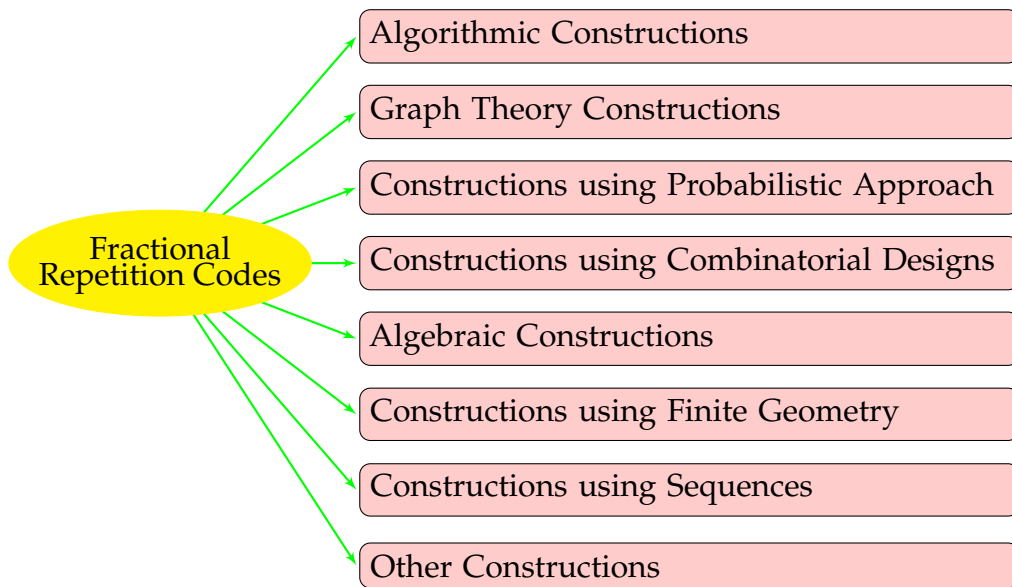 Algorithmic Constructions
Graph Theory Constructions
Constructions using Probabilistic Approach
Fractional
Repetition Codes
Constructions using Combinatorial Designs
Algebraic Constructions
Constructions using Finite Geometry
Constructions using Sequences
Other Constructions